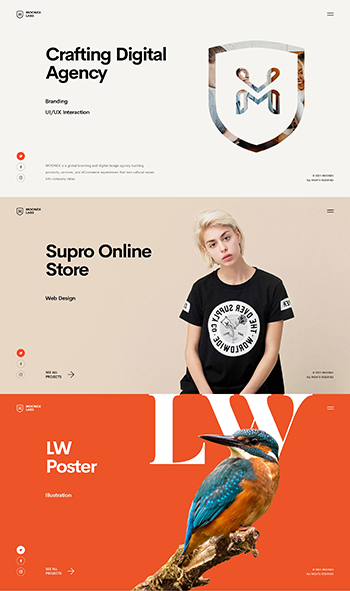 MOONEX
LABS
Crafting Digital
Agency
Branding
UI/UX Interaction
MOONEX is a global branding and digital design agency building
products, services, and eCommerce experiences that turn cultural values
into company value.
© 2021 MOONEX
ALL RIGHTS RESERVED
MOONEX
LABS
Supro Online
Store
Web Design
THE OVER SUPPLY CO.
WORLDWIDE
OVER
SEE ALL
PROJECTS
© 2021 MOONEX
ALL RIGHTS RESERVED
MOONEX
LABS
LW
LW
Poster
Illustration
SEE ALL
PROJECTS
© 2021 MOONEX
ALL RIGHTS RESERVED